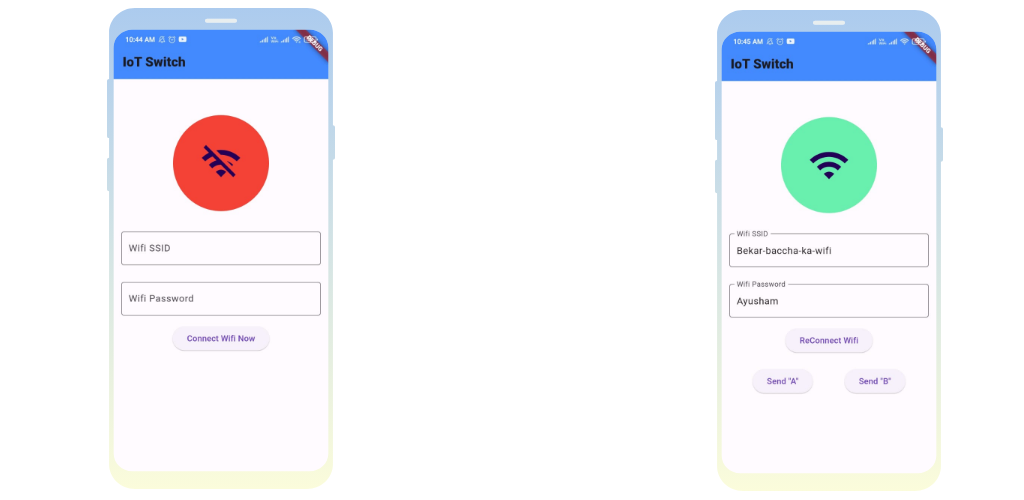 10:44 AM
DEBUG
IoT Switch
Wifi SSID
Wifi Password
Connect Wifi Now
10:45 AM
DEBUG
IoT Switch
Wifi SSID
Bekar-baccha-ka-wifi
Wifi Password
Ayusham
ReConnect Wifi
Send "A" Send "B"